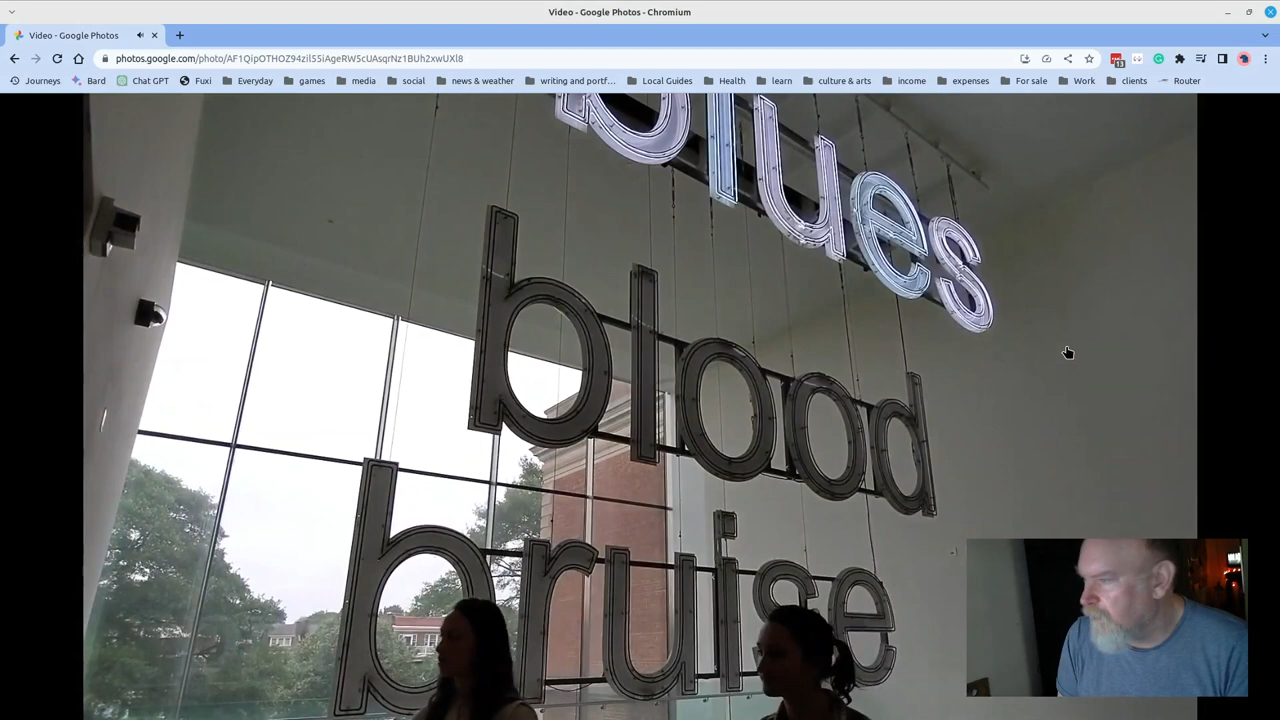 Video - Google Photos - Chromium
Video - Google Photos
photos.google.com/photo/AF1QipOTHOZ94zil55iAgeRW5cUAsqrNz1BUh2xwUXl8
13
Journeys Bard Chat GPT Fuxi Everyday games media social news & weather writing and portf... Local Guides Health learn culture & arts income expenses For sale Work clients Router
blues
blood
bruise